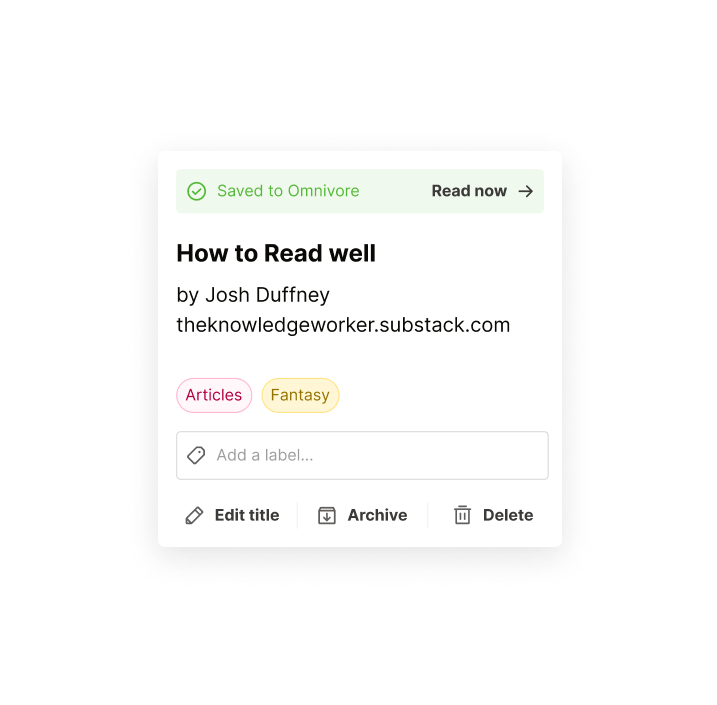 Saved to Omnivore Read now
How to Read well
by Josh Duffney
theknowledgeworker.substack.com
Articles Fantasy
Add a label...
Edit title Archive Delete